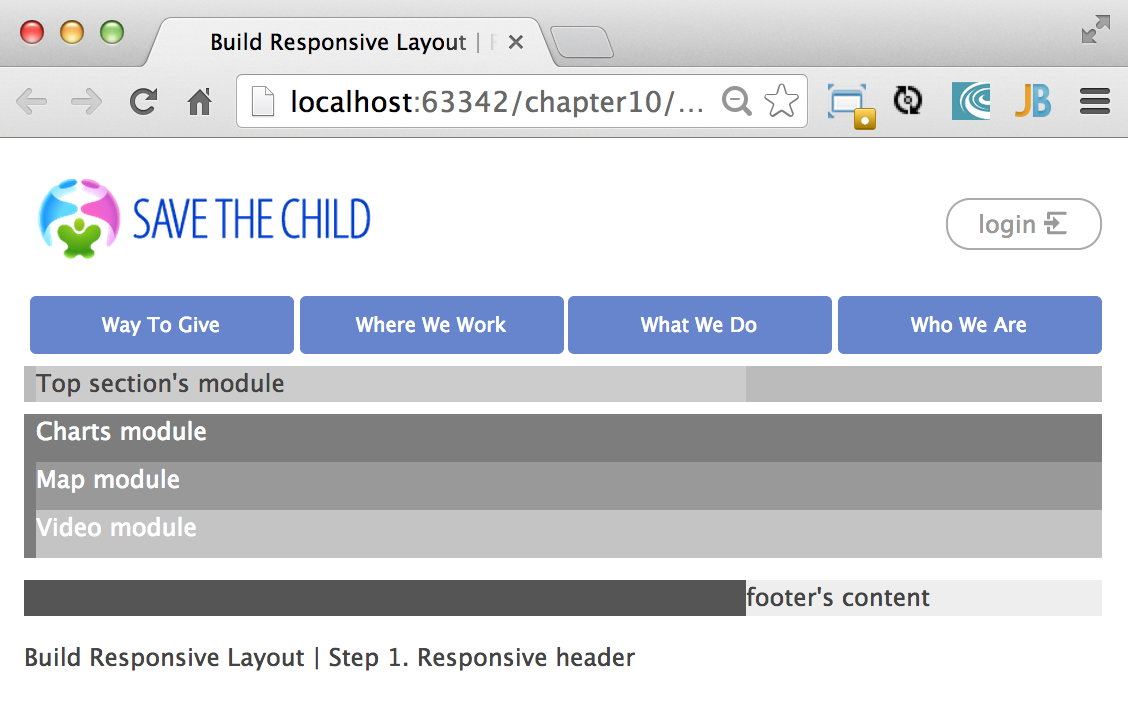 Build Responsive Layout |
localhost:63342/chapter10/...
JB
SAVE THE CHILD
login
Way To Give
Where We Work
What We Do
Who We Are
Top section's module
Charts module
Map module
Video module
footer's content
Build Responsive Layout | Step 1. Responsive header